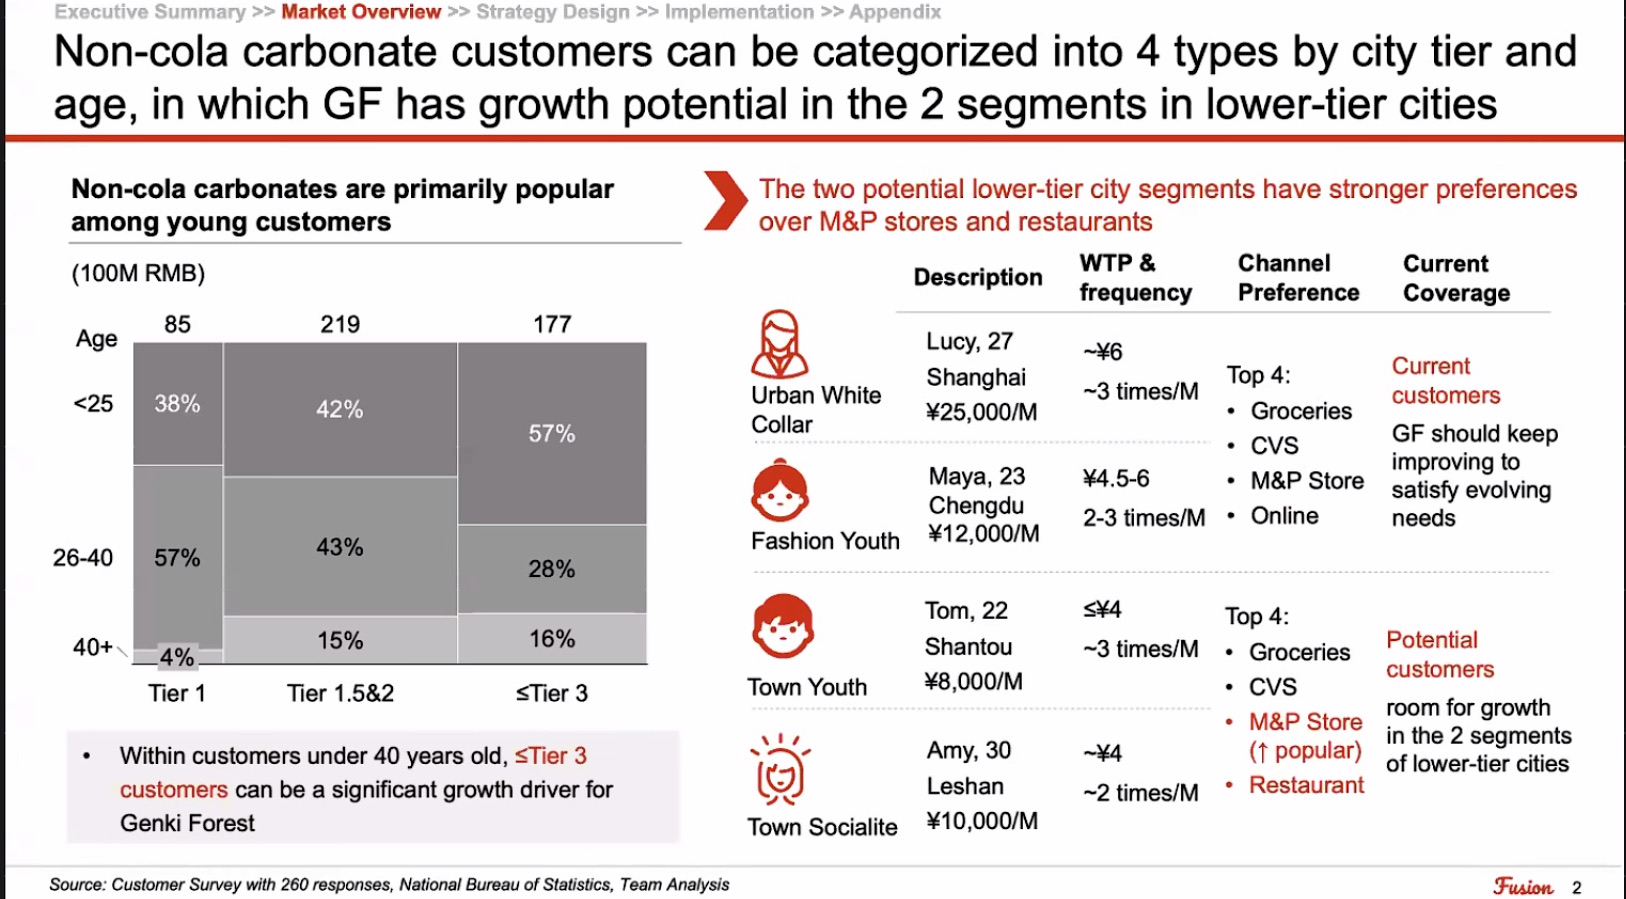 Executive Summary >> Market Overview >> Strategy Design >> Implementation >> Appendix
Non-cola carbonate customers can be categorized into 4 types by city tier and
age, in which GF has growth potential in the 2 segments in lower-tier cities
Non-cola carbonates are primarily popular
among young customers
(100M RMB)
Age
85
219
177
<25
38%
42%
57%
26-40
57%
43%
28%
40+
4%
15%
16%
Tier 1
Tier 1.5&2
≤Tier 3
• Within customers under 40 years old, ≤Tier 3
customers can be a significant growth driver for
Genki Forest
The two potential lower-tier city segments have stronger preferences
over M&P stores and restaurants
Description
WTP &
frequency
Channel
Preference
Current
Coverage
Urban White
Collar
Lucy, 27
Shanghai
¥25,000/M
~¥6
~3 times/M
Fashion Youth
Maya, 23
Chengdu
¥12,000/M
¥4.5-6
2-3 times/M
Top 4:
• Groceries
• CVS
• M&P Store
• Online
Current
customers
GF should keep
improving to
satisfy evolving
needs
Town Youth
Tom, 22
Shantou
¥8,000/M
≤¥4
~3 times/M
Town Socialite
Amy, 30
Leshan
¥10,000/M
~¥4
~2 times/M
Top 4:
• Groceries
• CVS
• M&P Store
(↑ popular)
• Restaurant
Potential
customers
room for growth
in the 2 segments
of lower-tier cities
Source: Customer Survey with 260 responses, National Bureau of Statistics, Team Analysis
Fusion 2